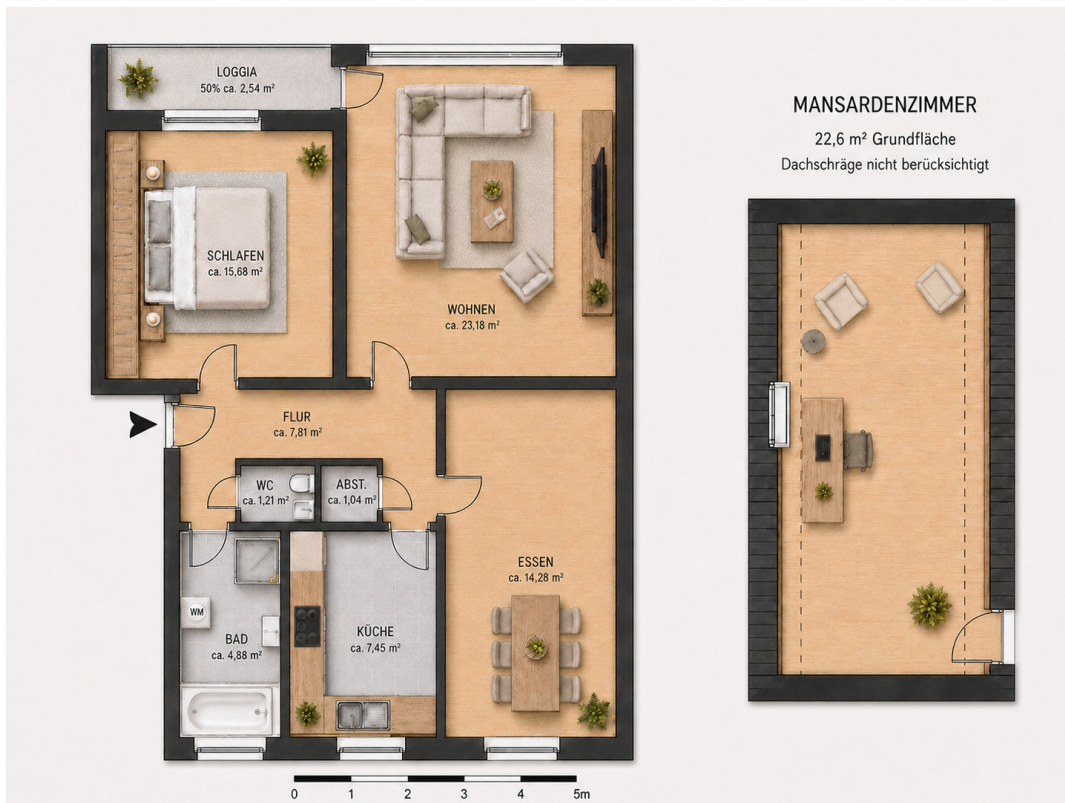 LOGGIA
50% ca. 2,54 m²
SCHLAFEN
ca. 15,68 m²
WOHNEN
ca. 23,18 m²
FLUR
ca. 7,81 m²
WC
ca. 1,21 m²
ABST.
ca. 1,04 m²
ESSEN
ca. 14,28 m²
WM
BAD
ca. 4,88 m²
KÜCHE
ca. 7,45 m²
0 1 2 3 4 5m
MANSARDENZIMMER
22,6 m² Grundfläche
Dachschräge nicht berücksichtigt